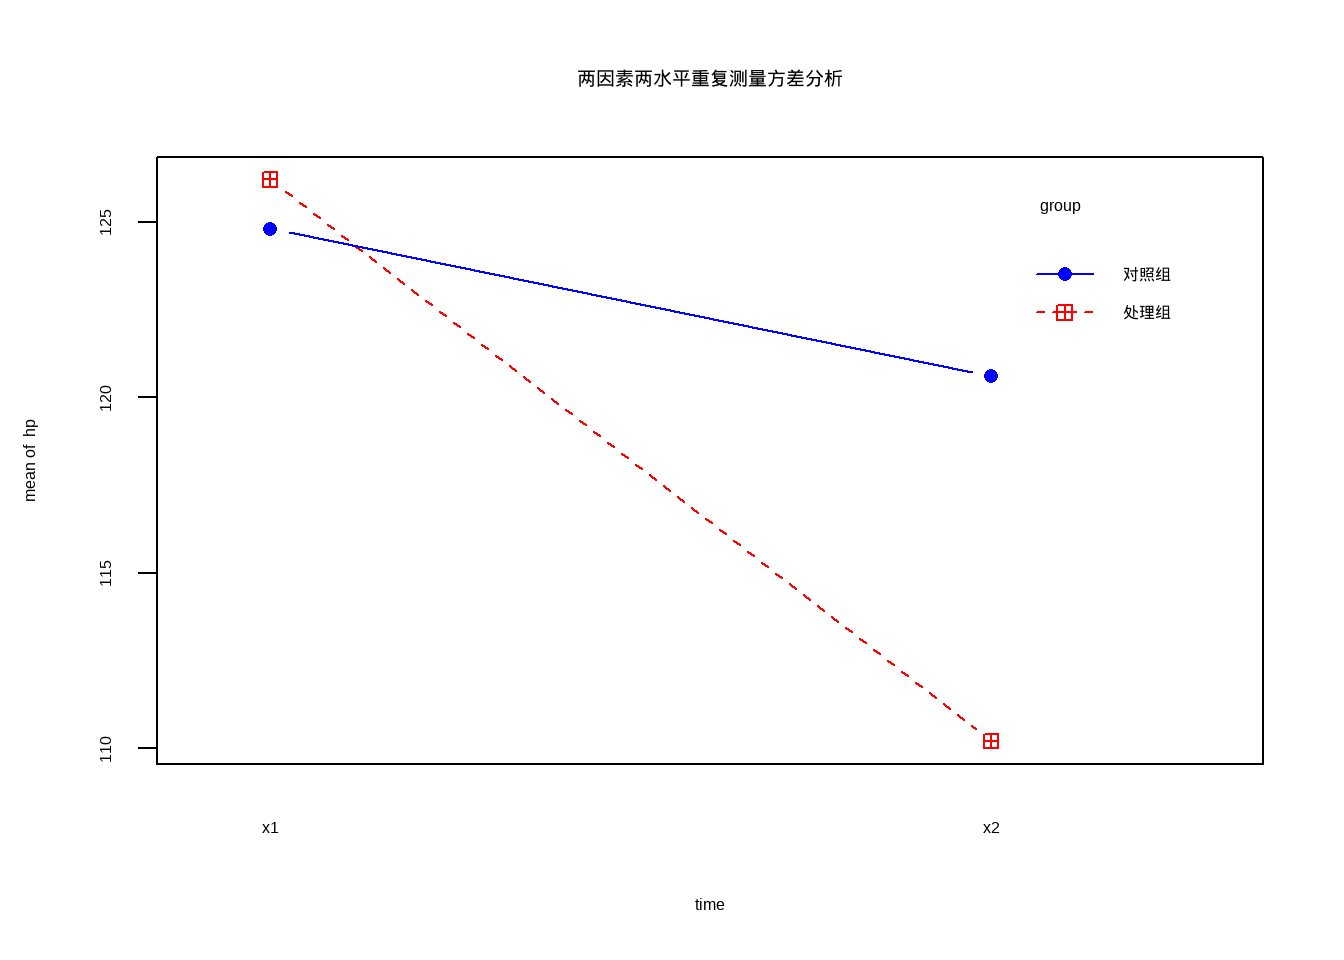 两因素两水平重复测量方差分析
group
对照组
处理组
125
120
115
110
mean of hp
x1
x2
time